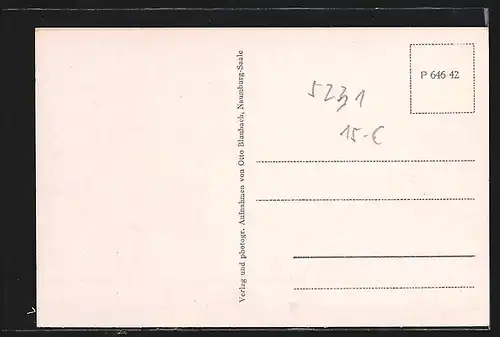 Verlag und photogr. Aufnahmen von Otto Blaubach, Naumburg-Saale
P 646 42
5231
15.-€